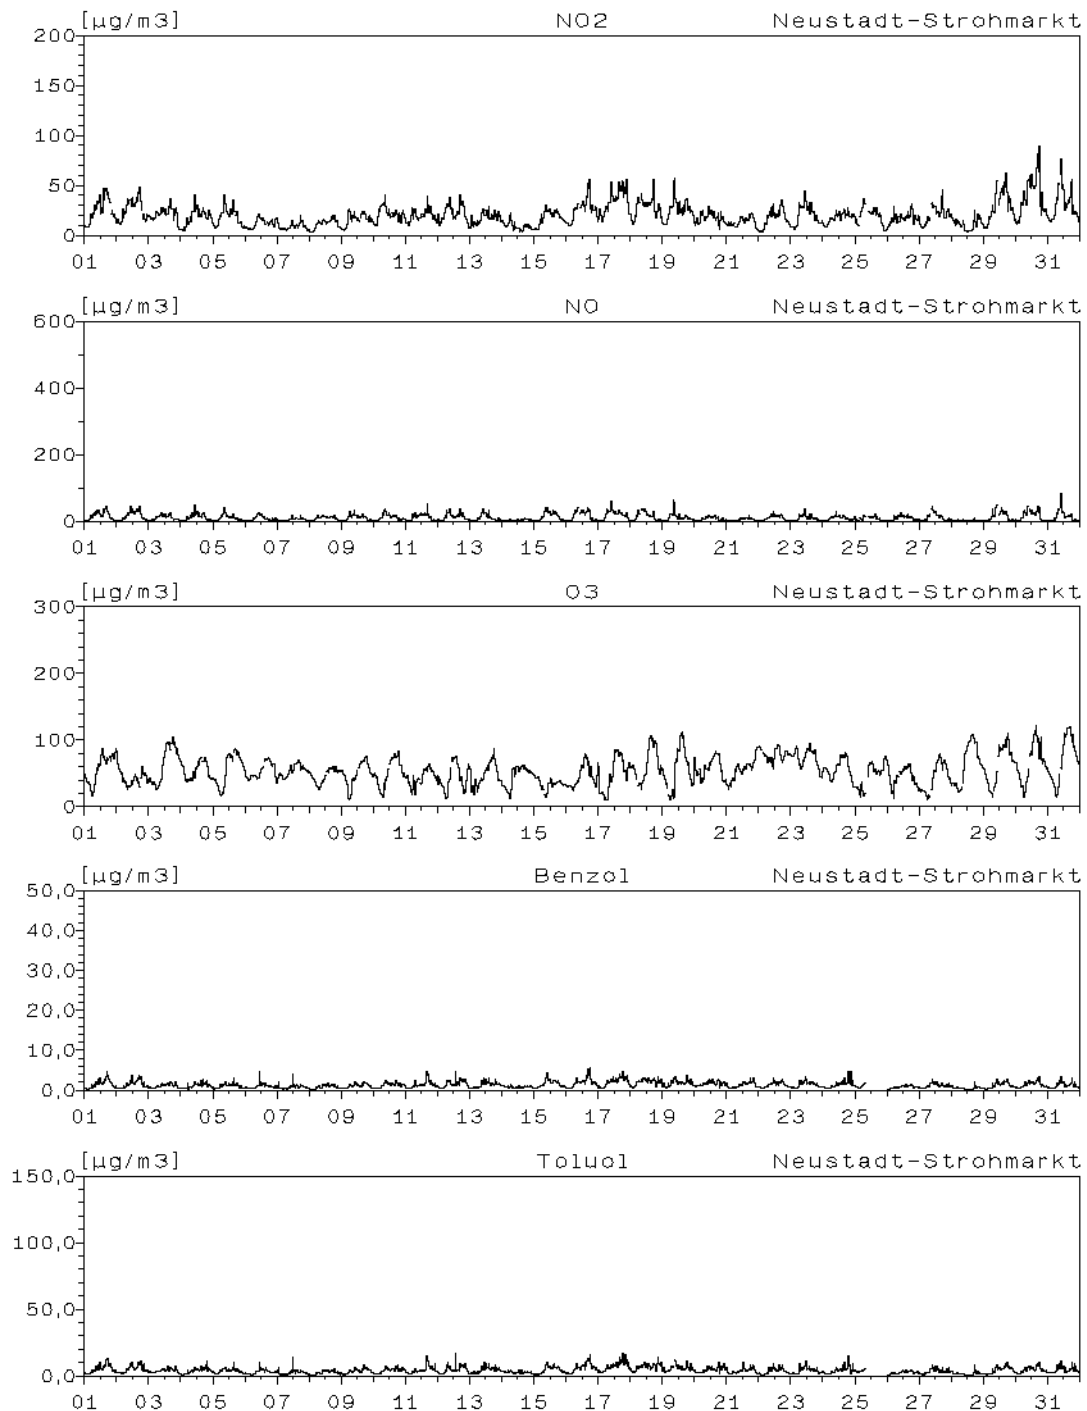 [µg/m3] NO2 Neustadt-Strohmarkt
200
150
100
50
0
01 03 05 07 09 11 13 15 17 19 21 23 25 27 29 31
[µg/m3] NO Neustadt-Strohmarkt
600
400
200
0
01 03 05 07 09 11 13 15 17 19 21 23 25 27 29 31
[µg/m3] O3 Neustadt-Strohmarkt
300
200
100
0
01 03 05 07 09 11 13 15 17 19 21 23 25 27 29 31
[µg/m3] Benzol Neustadt-Strohmarkt
50,0
40,0
30,0
20,0
10,0
0,0
01 03 05 07 09 11 13 15 17 19 21 23 25 27 29 31
[µg/m3] Toluol Neustadt-Strohmarkt
150,0
100,0
50,0
0,0
01 03 05 07 09 11 13 15 17 19 21 23 25 27 29 31